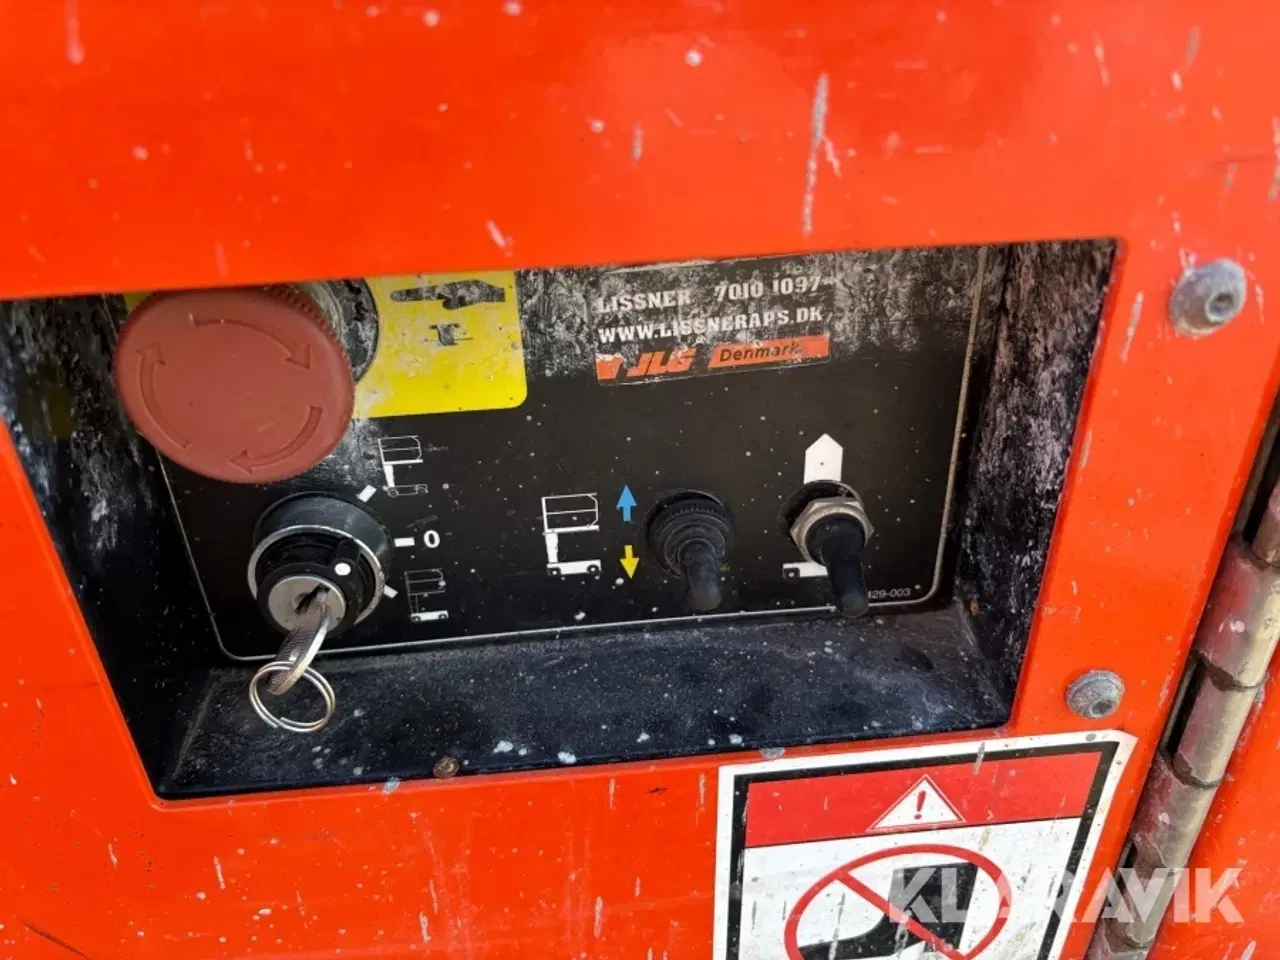 LISSNER 7010 1097
WWW.LISSNERAPS.DK
JLG Denmark
0
429-003
!
KLARAVIK